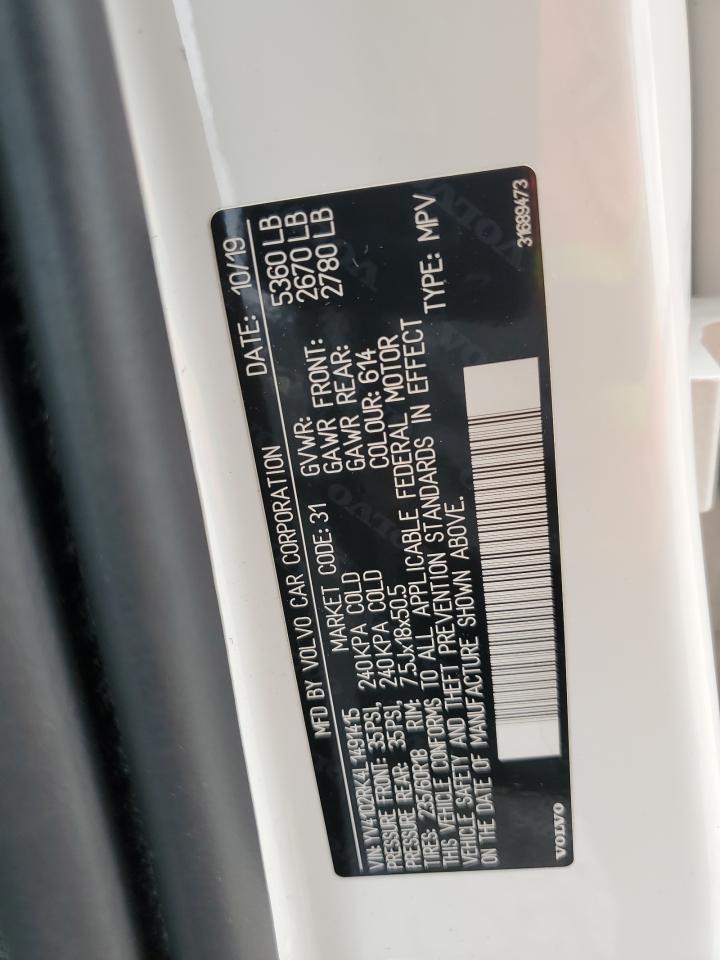 MFD BY VOLVO CAR CORPORATION DATE: 10/19
MARKET CODE: 31 GVWR: 5360 LB
GAWR FRONT: 2670 LB
GAWR REAR: 2780 LB
COLOUR: 614
VIN: YV4102RK4L1491415
PRESSURE FRONT: 35PSI, 240KPA COLD
PRESSURE REAR: 35PSI, 240KPA COLD
TIRES: 235/60R18 RIM: 7.5Jx18x50.5
THIS VEHICLE CONFORMS TO ALL APPLICABLE FEDERAL MOTOR
VEHICLE SAFETY AND THEFT PREVENTION STANDARDS IN EFFECT
ON THE DATE OF MANUFACTURE SHOWN ABOVE. TYPE: MPV
VOLVO 31689473